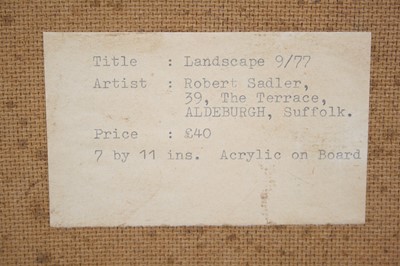 Title : Landscape 9/77
Artist : Robert Sadler,
39, The Terrace,
ALDEBURGH, Suffolk.
Price : £40
7 by 11 ins. Acrylic on Board